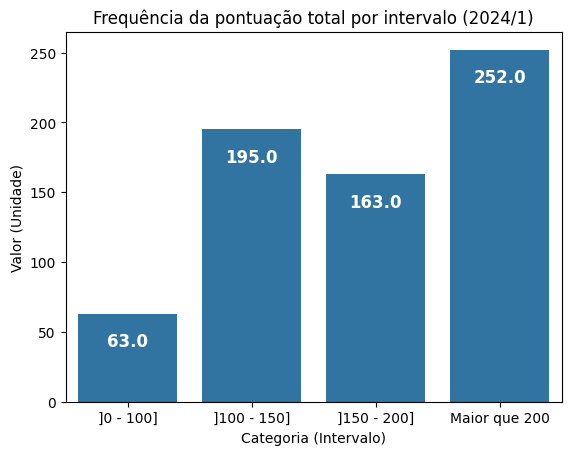 Frequência da pontuação total por intervalo (2024/1)
Valor (Unidade)
250
200
150
100
50
0
63.0
195.0
163.0
252.0
]0 - 100]
]100 - 150]
]150 - 200]
Maior que 200
Categoria (Intervalo)